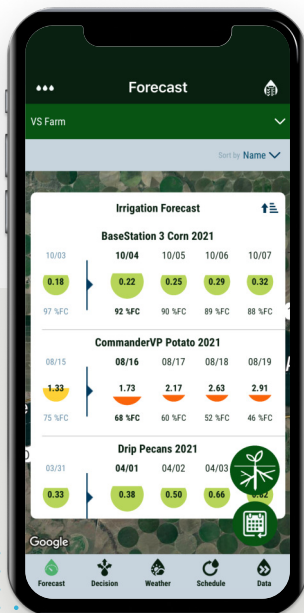 Forecast
VS Farm
Sort by Name
Irrigation Forecast
BaseStation 3 Corn 2021
10/03 10/04 10/05 10/06 10/07
0.18 0.22 0.25 0.29 0.32
97 %FC 92 %FC 90 %FC 89 %FC 88 %FC
CommanderVP Potato 2021
08/15 08/16 08/17 08/18 08/19
1.33 1.73 2.17 2.63 2.91
75 %FC 68 %FC 60 %FC 52 %FC 46 %FC
Drip Pecans 2021
03/31 04/01 04/02 04/03
0.33 0.38 0.50 0.66
Google
Forecast Decision Weather Schedule Data